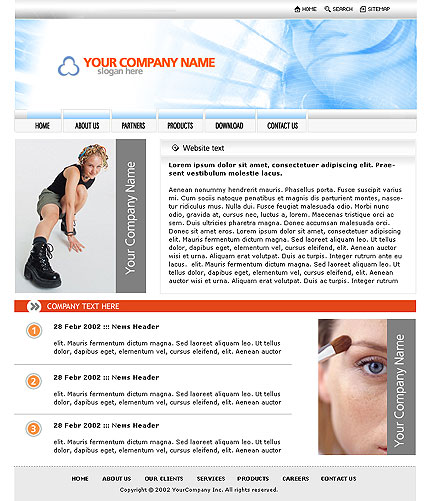 HOME SEARCH SITEMAP
YOUR COMPANY NAME
slogan here
HOME ABOUT US PARTNERS PRODUCTS DOWNLOAD CONTACT US
Your Company Name
Website text
Lorem ipsum dolor sit amet, consectetuer adipiscing elit. Prae-
sent vestibulum molestie lacus.
Aenean nonummy hendrerit mauris. Phasellus porta. Fusce suscipit varius
mi. Cum sociis natoque penatibus et magnis dis parturient montes, nasce-
tur ridiculus mus. Nulla dui. Fusce feugiat malesuada odio. Morbi nunc
odio, gravida at, cursus nec, luctus a, lorem. Maecenas tristique orci ac
sem. Duis ultricies pharetra magna. Donec accumsan malesuada orci.
Donec sit amet eros. Lorem ipsum dolor sit amet, consectetuer adipiscing
elit. Mauris fermentum dictum magna. Sed laoreet aliquam leo. Ut tellus
dolor, dapibus eget, elementum vel, cursus eleifend, elit. Aenean auctor
wisi et urna. Aliquam erat volutpat. Duis ac turpis. Integer rutrum ante eu
lacus. elit. Mauris fermentum dictum magna. Sed laoreet aliquam leo. Ut
tellus dolor, dapibus eget, elementum vel, cursus eleifend, elit. Aenean
auctor wisi et urna. Aliquam erat volutpat. Duis ac turpis. Integer rutrum
COMPANY TEXT HERE
1 28 Febr 2002 ::: News Header
elit. Mauris fermentum dictum magna. Sed laoreet aliquam leo. Ut tellus
dolor, dapibus eget, elementum vel, cursus eleifend, elit. Aenean auctor
2 28 Febr 2002 ::: News Header
elit. Mauris fermentum dictum magna. Sed laoreet aliquam leo. Ut tellus
dolor, dapibus eget, elementum vel, cursus eleifend, elit. Aenean auctor
3 28 Febr 2002 ::: News Header
elit. Mauris fermentum dictum magna. Sed laoreet aliquam leo. Ut tellus
dolor, dapibus eget, elementum vel, cursus eleifend, elit. Aenean auctor
Your Company Name
HOME ABOUT US OUR CLIENTS SERVICES PRODUCTS CAREERS CONTACT US
Copyright © 2002 YourCompany Inc. All rights reserved.